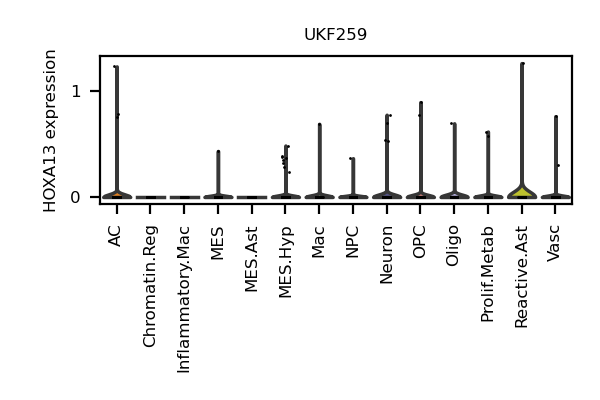 UKF259
HOXA13 expression
1
0
AC
Chromatin.Reg
Inflammatory.Mac
MES
MES.Ast
MES.Hyp
Mac
NPC
Neuron
OPC
Oligo
Prolif.Metab
Reactive.Ast
Vasc